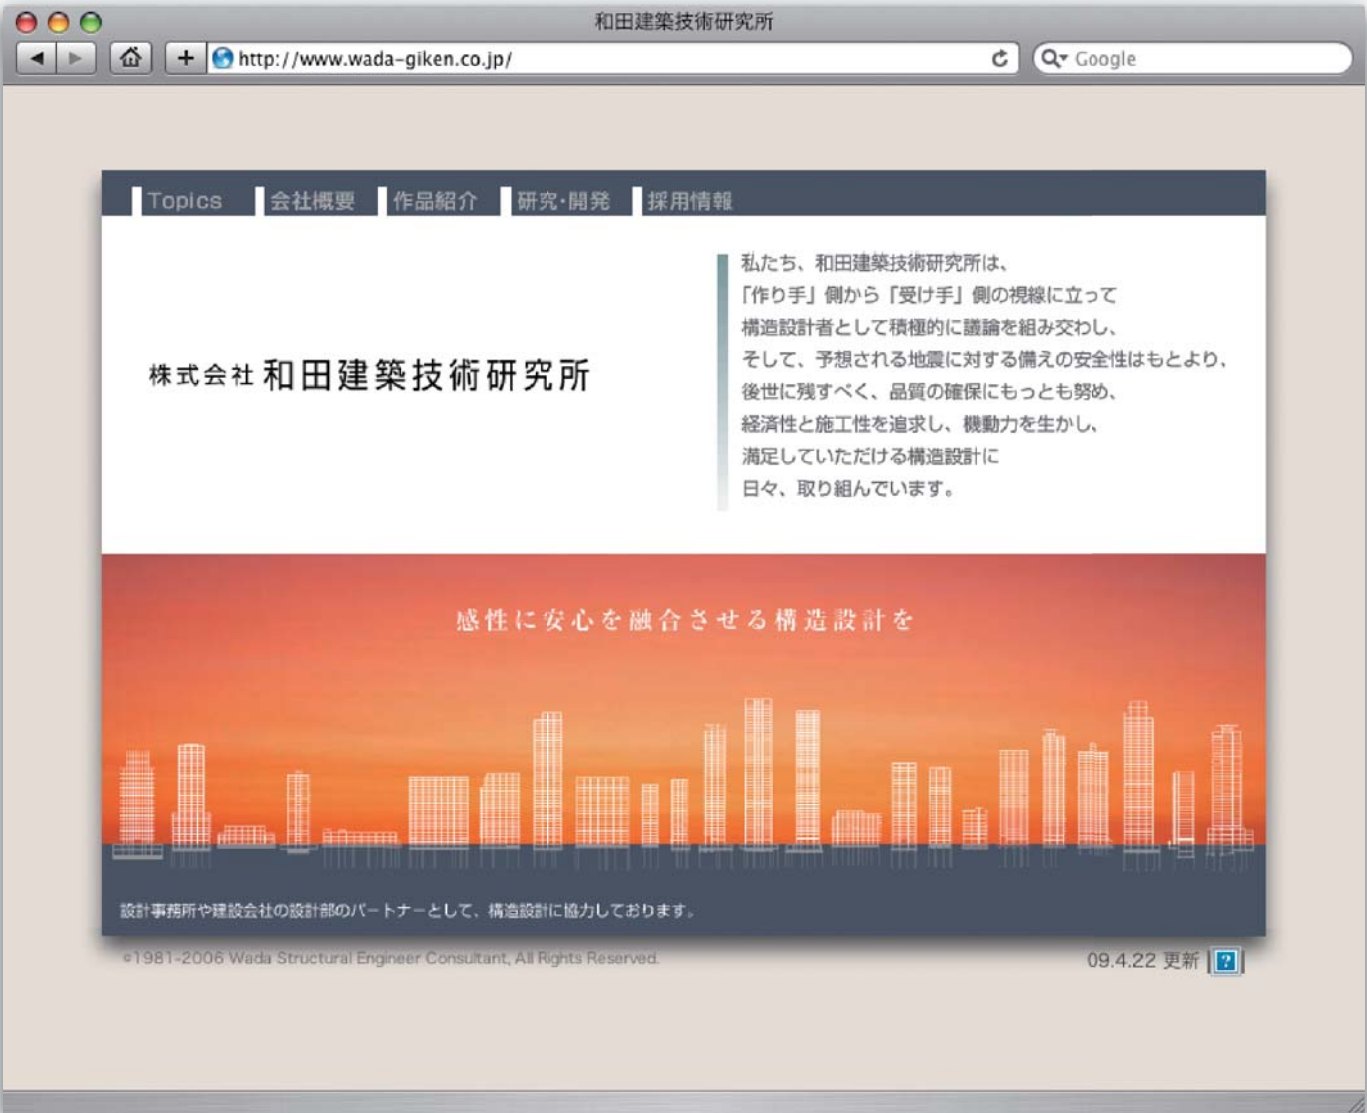 和田建築技術研究所
http://www.wada-giken.co.jp/
Google
Topics 会社概要 作品紹介 研究・開発 採用情報
株式会社 和田建築技術研究所
私たち、和田建築技術研究所は、
「作り手」側から「受け手」側の視線に立って
構造設計者として積極的に議論を組み交わし、
そして、予想される地震に対する備えの安全性はもとより、
後世に残すべく、品質の確保にもっとも努め、
経済性と施工性を追求し、機動力を生かし、
満足していただける構造設計に
日々、取り組んでいます。
感性に安心を融合させる構造設計を
設計事務所や建設会社の設計部のパートナーとして、構造設計に協力しております。
©1981-2006 Wada Structural Engineer Consultant, All Rights Reserved.
09.4.22 更新 ?